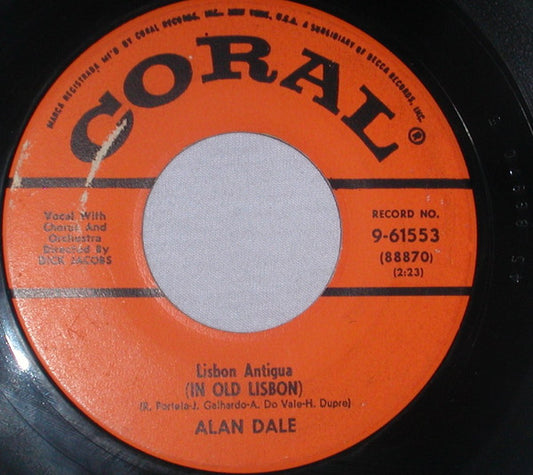 MARCA REGISTRADA MF'D BY CORAL RECORDS, INC., NEW YORK, U.S.A. A SUBSIDIARY OF DECCA RECORDS, INC.
CORAL®
Vocal With
Chorus And
Orchestra
Directed By
DICK JACOBS
RECORD NO.
9-61553
(88870)
(2:23)
Lisbon Antigua
(IN OLD LISBON)
(R. Portela-J. Galhardo-A. Do Vale-H. Dupre)
ALAN DALE